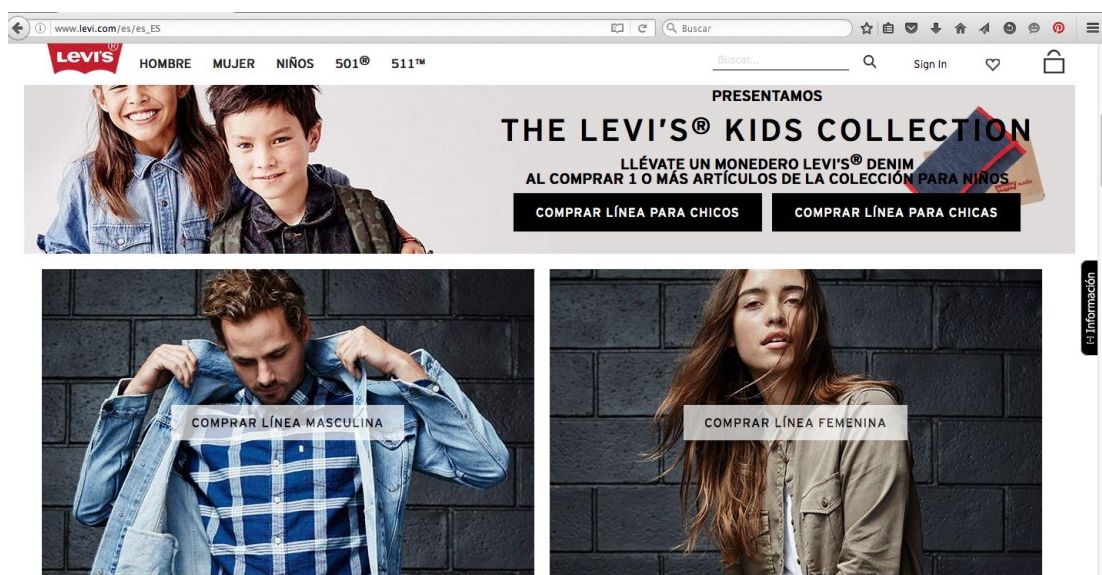 www.levi.com/es/es_ES
Buscar
LEVI'S®
HOMBRE MUJER NIÑOS 501® 511™
Buscar...
Sign In
PRESENTAMOS
THE LEVI'S® KIDS COLLECTION
LLÉVATE UN MONEDERO LEVI'S® DENIM
AL COMPRAR 1 O MÁS ARTÍCULOS DE LA COLECCIÓN PARA NIÑOS
COMPRAR LÍNEA PARA CHICOS
COMPRAR LÍNEA PARA CHICAS
[-] Información
COMPRAR LÍNEA MASCULINA
COMPRAR LÍNEA FEMENINA